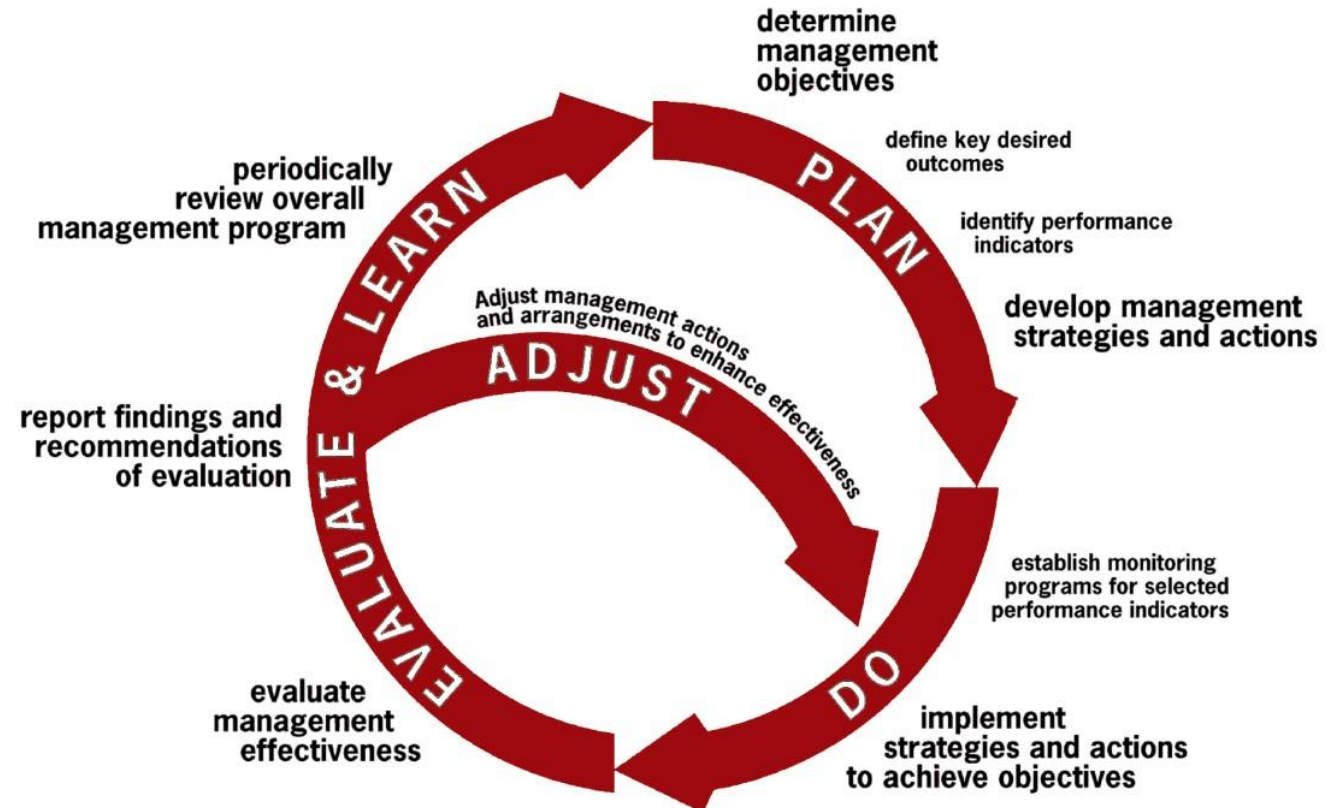 determine
management
objectives
define key desired
outcomes
PLAN
identify performance
indicators
develop management
strategies and actions
establish monitoring
programs for selected
performance indicators
DO
implement
strategies and actions
to achieve objectives
evaluate
management
effectiveness
EVALUATE & LEARN
report findings and
recommendations
of evaluation
periodically
review overall
management program
Adjust management actions
and arrangements to enhance effectiveness
ADJUST